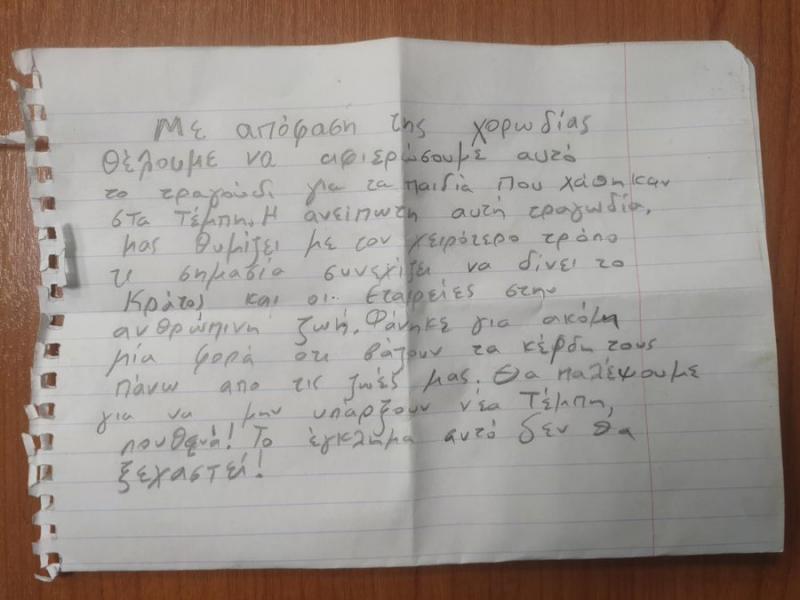 Με απόφαση της χορωδίας
θέλουμε να αφιερώσουμε αυτό
το τραγούδι για τα παιδιά που χάθηκαν
στα Τέμπη. Η ανείπωτη αυτή τραγωδία,
μας θυμίζει με τον χειρότερο τρόπο
τι σημασία συνεχίζει να δίνει το
Κράτος και οι εταιρείες στην
ανθρώπινη ζωή. Φάνηκε για ακόμη
μία φορά οτι βάζουν τα κέρδη τους
πάνω απο τις ζωές μας. Θα παλέψουμε
για να μην υπάρξουν νεα Τέμπη,
πουθενά! Το έγκλημα αυτό δεν θα
ξεχαστεί!